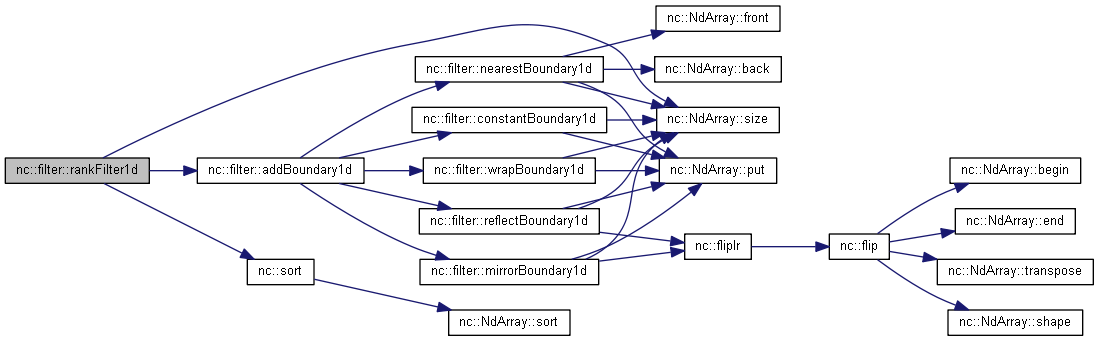 nc::NdArray::front
nc::filter::nearestBoundary1d
nc::NdArray::back
nc::filter::constantBoundary1d
nc::NdArray::size
nc::filter::rankFilter1d
nc::filter::addBoundary1d
nc::filter::wrapBoundary1d
nc::NdArray::put
nc::NdArray::begin
nc::filter::reflectBoundary1d
nc::NdArray::end
nc::fliplr
nc::flip
nc::sort
nc::filter::mirrorBoundary1d
nc::NdArray::transpose
nc::NdArray::sort
nc::NdArray::shape